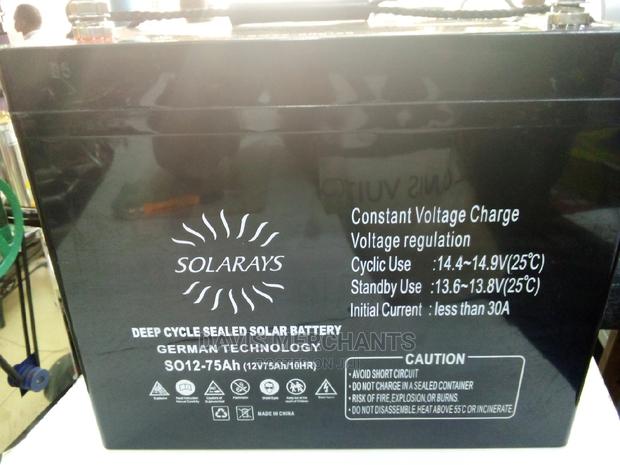 SOLARAYS
DEEP CYCLE SEALED SOLAR BATTERY
GERMAN TECHNOLOGY
SO12-75Ah (12V75Ah/10HR)
MADE IN CHINA
Constant Voltage Charge
Voltage regulation
Cyclic Use :14.4~14.9V(25℃)
Standby Use :13.6~13.8V(25℃)
Initial Current : less than 30A
CAUTION
• AVOID SHORT CIRCUIT
• DO NOT CHARGE IN A SEALED CONTAINER
• RISK OF FIRE,EXPLOSION,OR BURNS.
• DO NOT DISASSEMBLE,HEAT ABOVE 55℃ OR INCINERATE.
DAVIS MERCHANTS